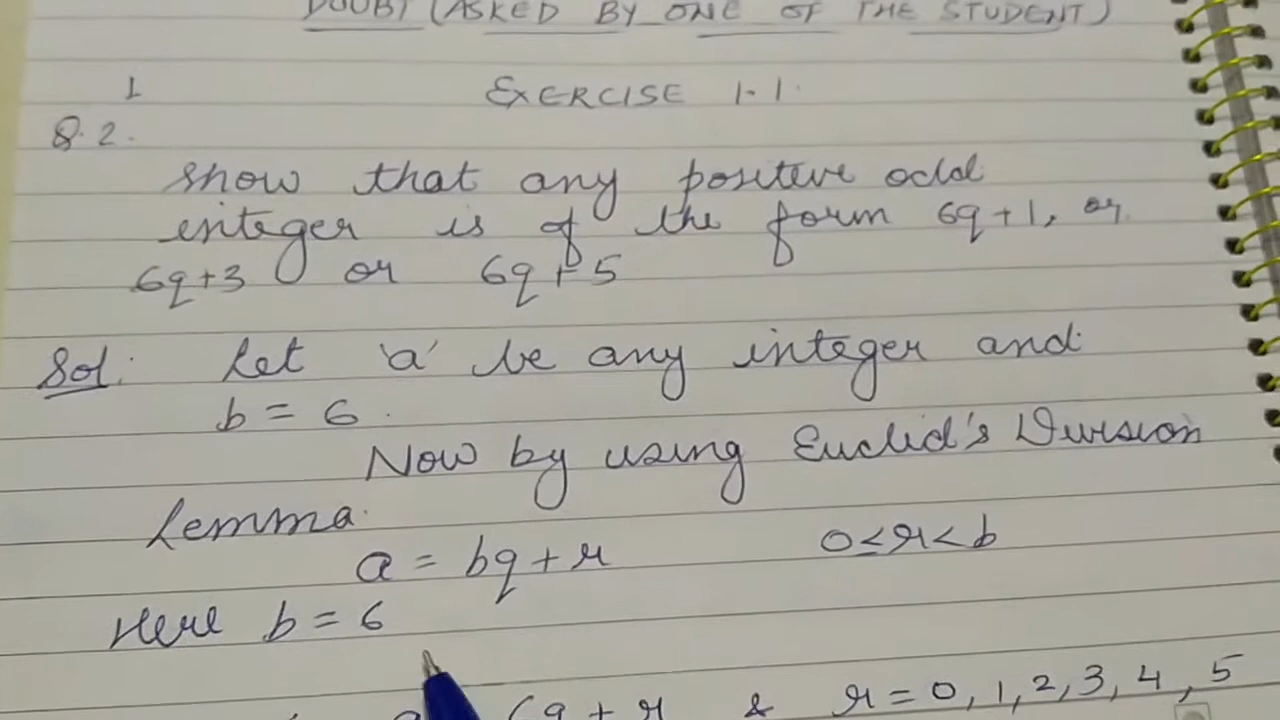 DOUBT (ASKED BY ONE OF THE STUDENT)
1
EXERCISE 1.1.
Q.2.
show that any positive odd
integer is of the form 6q+1, or
6q+3 or 6q+5
Sol: Let 'a' be any integer and
b = 6.
Now by using Euclid's Division
Lemma.
a = bq + r 0≤r<b
Here b = 6
6q + r & r = 0, 1, 2, 3, 4, 5